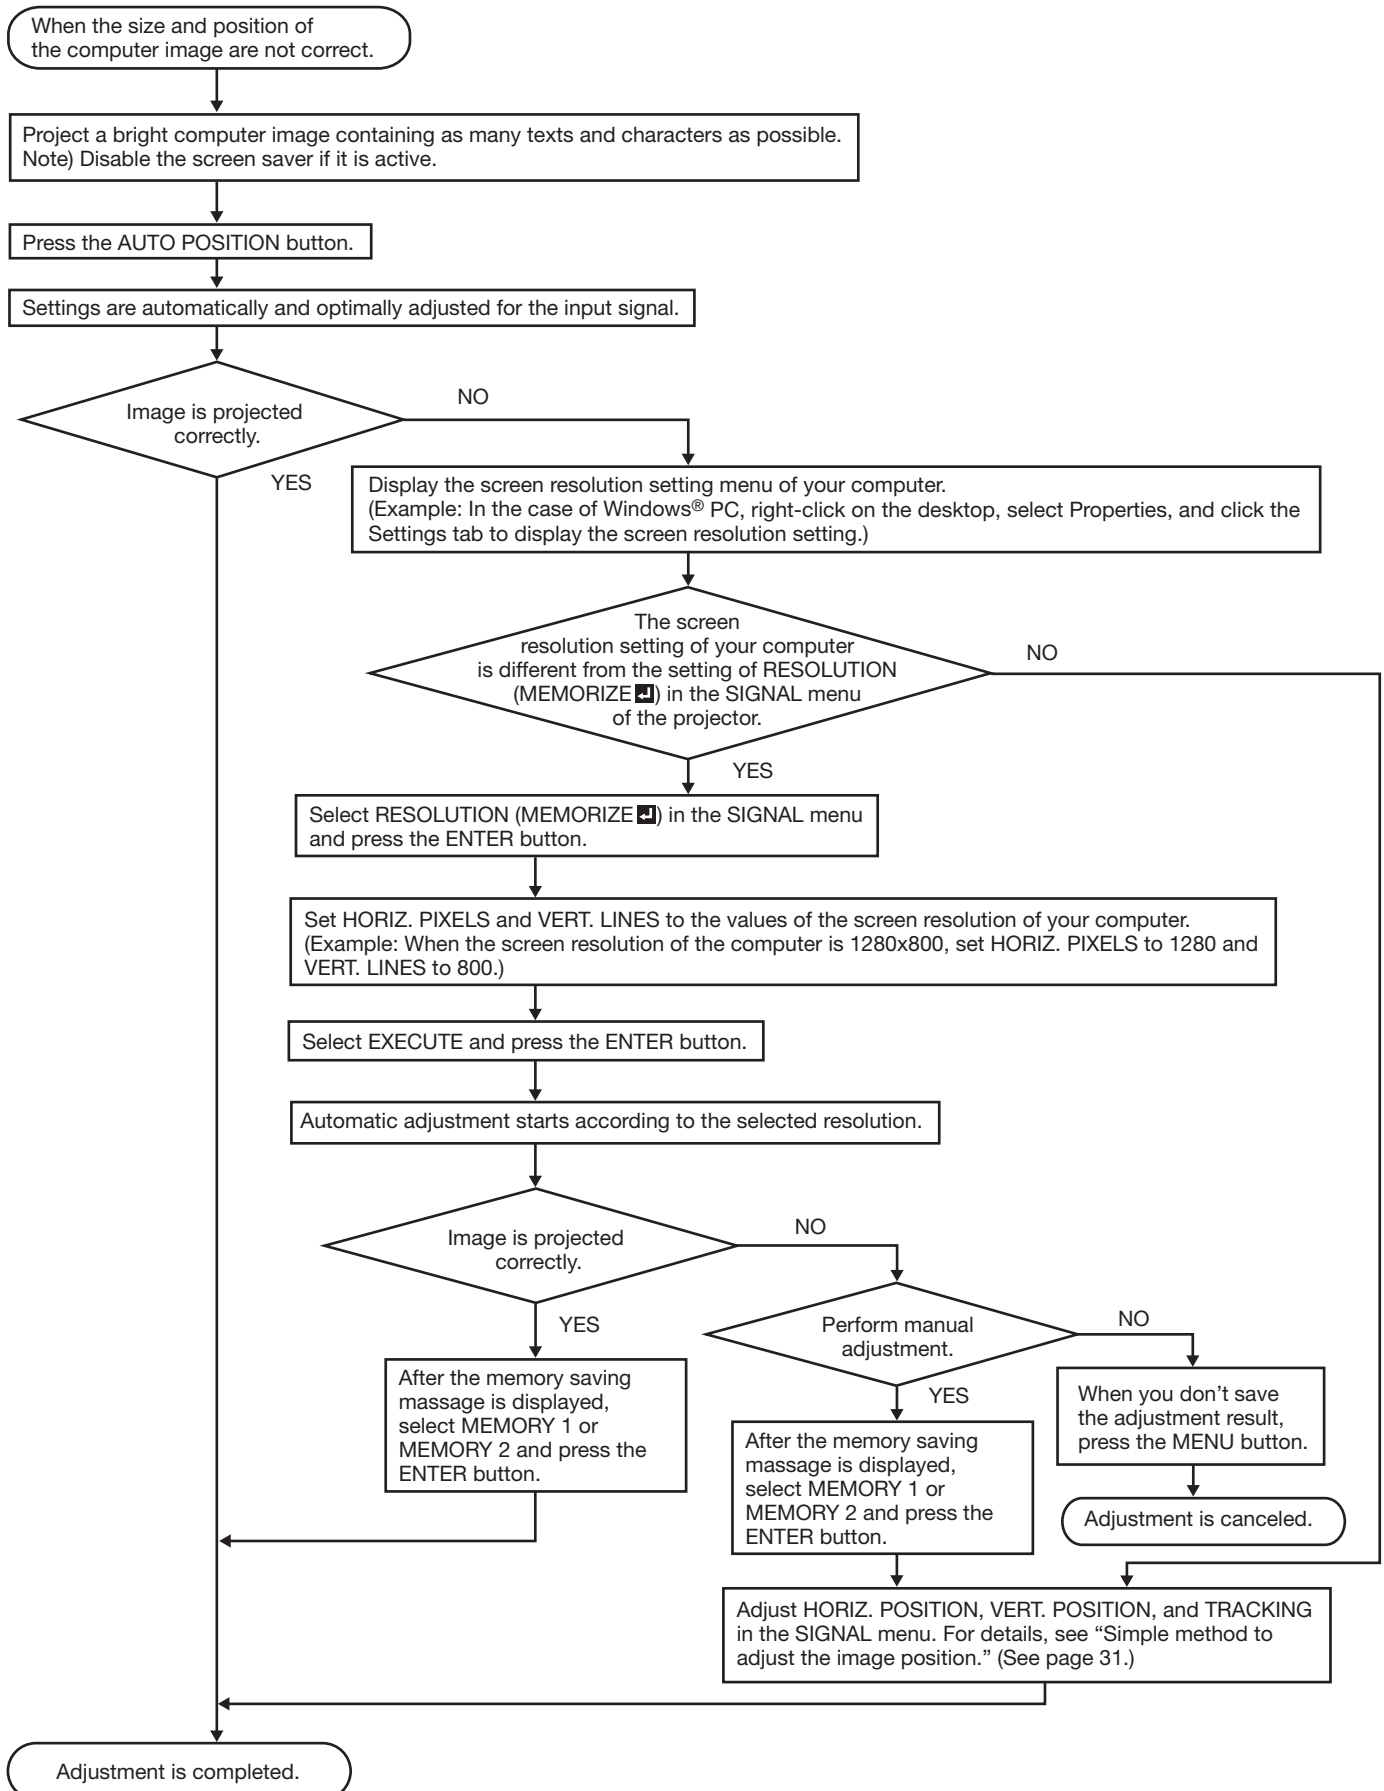 When the size and position of
the computer image are not correct.
Project a bright computer image containing as many texts and characters as possible.
Note) Disable the screen saver if it is active.
Press the AUTO POSITION button.
Settings are automatically and optimally adjusted for the input signal.
Image is projected
correctly.
NO
YES
Display the screen resolution setting menu of your computer.
(Example: In the case of Windows® PC, right-click on the desktop, select Properties, and click the
Settings tab to display the screen resolution setting.)
The screen
resolution setting of your computer
is different from the setting of RESOLUTION
(MEMORIZE ↵) in the SIGNAL menu
of the projector.
NO
YES
Select RESOLUTION (MEMORIZE ↵) in the SIGNAL menu
and press the ENTER button.
Set HORIZ. PIXELS and VERT. LINES to the values of the screen resolution of your computer.
(Example: When the screen resolution of the computer is 1280x800, set HORIZ. PIXELS to 1280 and
VERT. LINES to 800.)
Select EXECUTE and press the ENTER button.
Automatic adjustment starts according to the selected resolution.
Image is projected
correctly.
NO
YES
After the memory saving
massage is displayed,
select MEMORY 1 or
MEMORY 2 and press the
ENTER button.
Perform manual
adjustment.
NO
YES
After the memory saving
massage is displayed,
select MEMORY 1 or
MEMORY 2 and press the
ENTER button.
When you don’t save
the adjustment result,
press the MENU button.
Adjustment is canceled.
Adjust HORIZ. POSITION, VERT. POSITION, and TRACKING
in the SIGNAL menu. For details, see “Simple method to
adjust the image position.” (See page 31.)
Adjustment is completed.